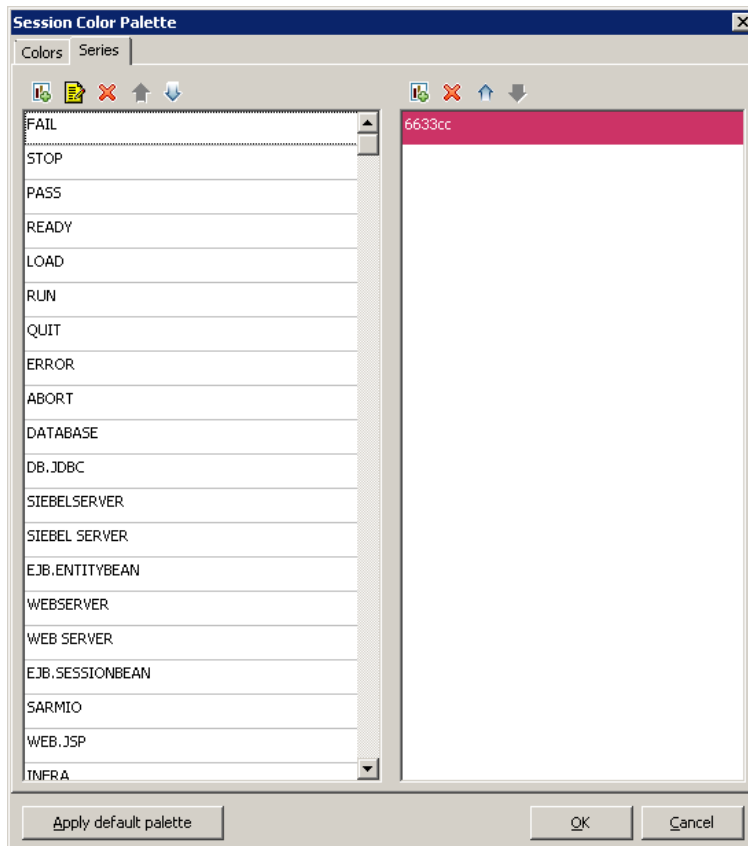 Session Color Palette
Colors Series
FAIL
STOP
PASS
READY
LOAD
RUN
QUIT
ERROR
ABORT
DATABASE
DB.JDBC
SIEBELSERVER
SIEBEL SERVER
EJB.ENTITYBEAN
WEBSERVER
WEB SERVER
EJB.SESSIONBEAN
SARMIO
WEB.JSP
INFRA
6633cc
Apply default palette
OK
Cancel